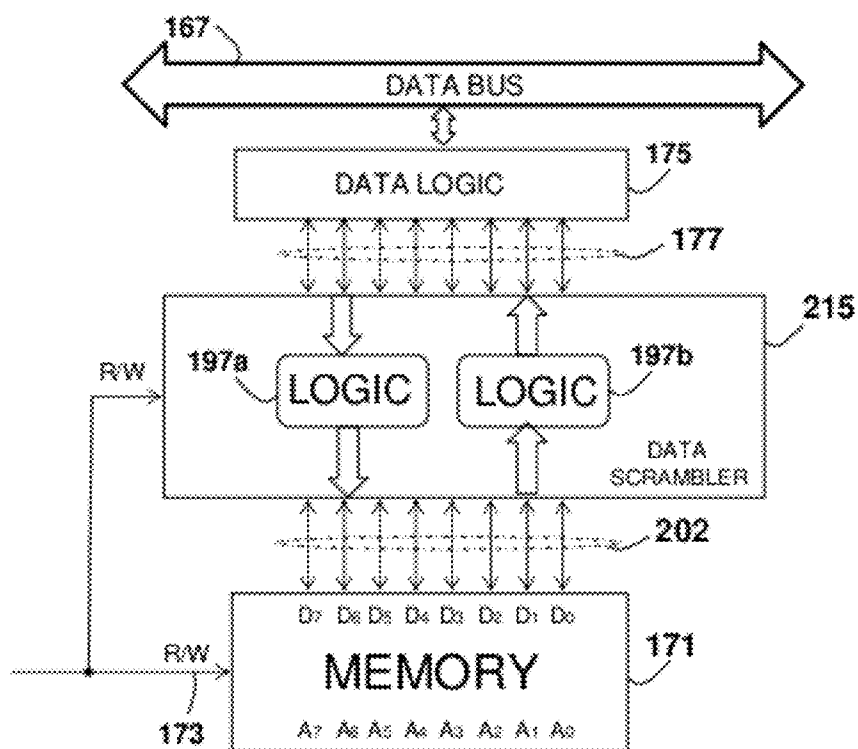 167
DATA BUS
175
DATA LOGIC
177
215
197a
LOGIC
197b
LOGIC
R/W
DATA
SCRAMBLER
202
D7 D6 D5 D4 D3 D2 D1 D0
R/W
MEMORY
171
173
A7 A6 A5 A4 A3 A2 A1 A0